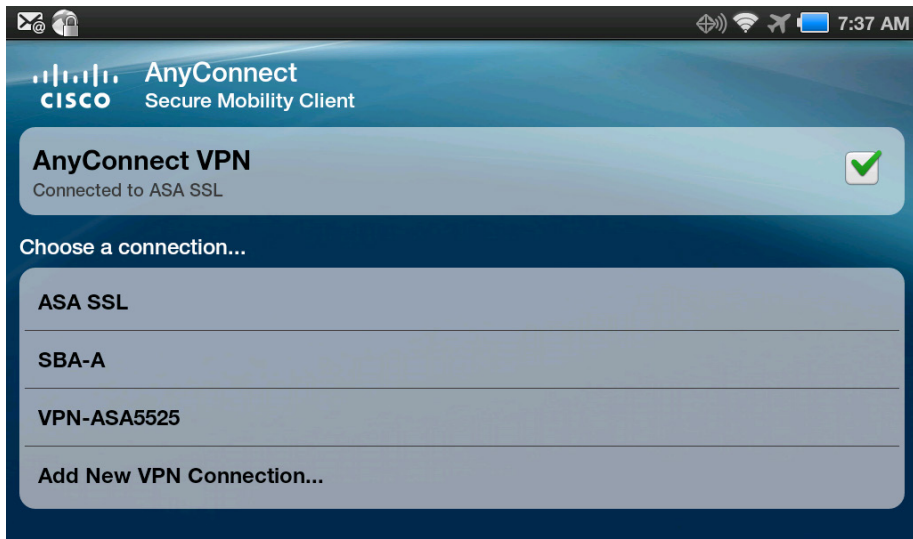 7:37 AM
CISCO
AnyConnect
Secure Mobility Client
AnyConnect VPN
Connected to ASA SSL
Choose a connection...
ASA SSL
SBA-A
VPN-ASA5525
Add New VPN Connection...